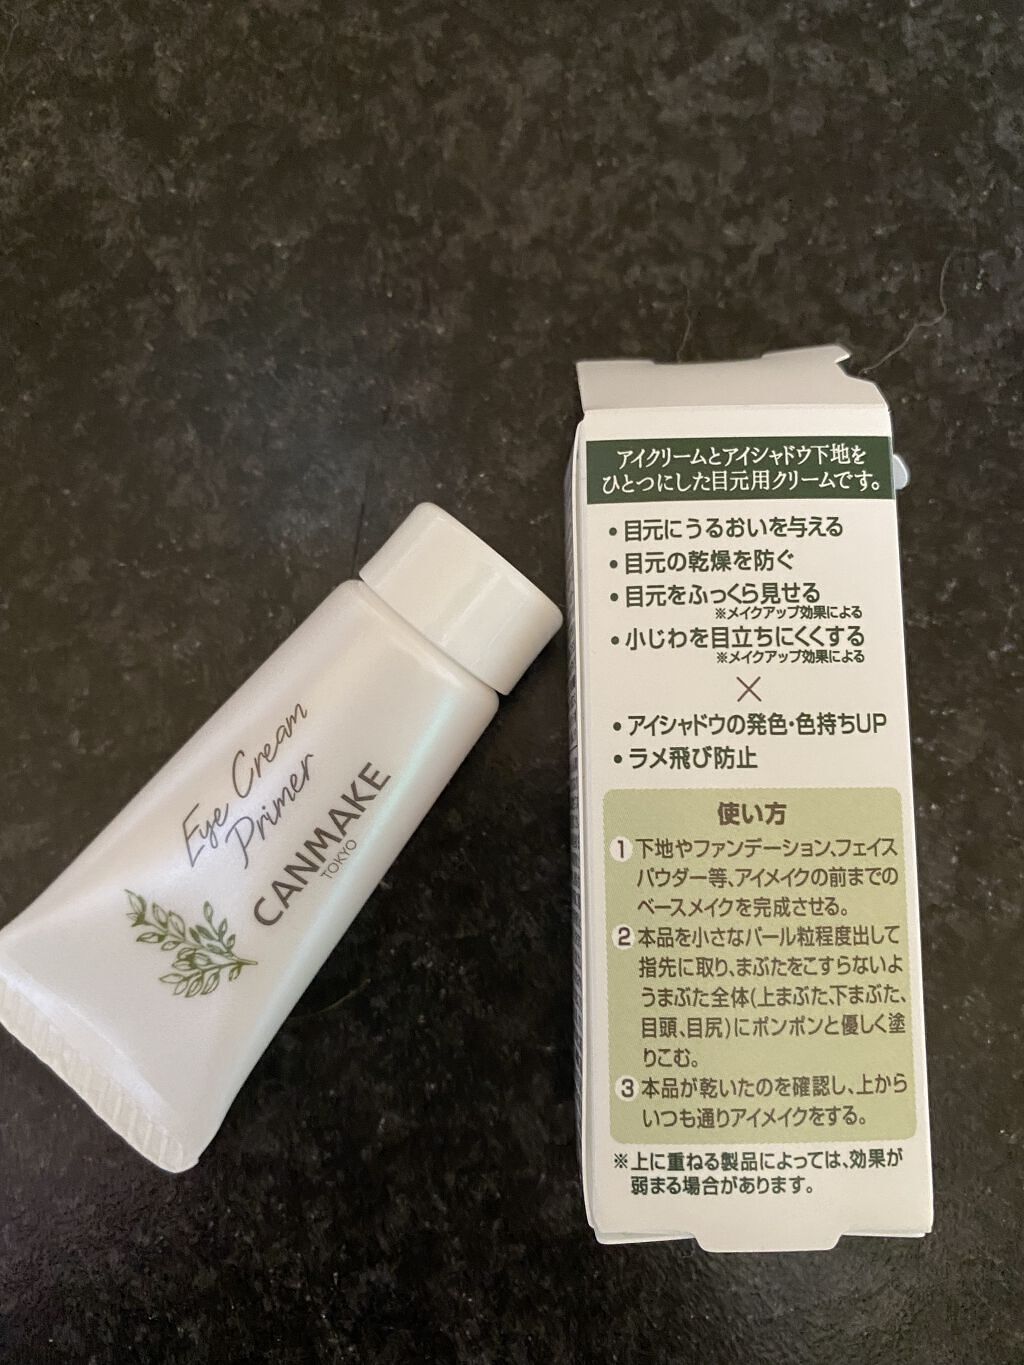 Eye Cream
Primer
CANMAKE
TOKYO
アイクリームとアイシャドウ下地を
ひとつにした目元用クリームです。
•目元にうるおいを与える
•目元の乾燥を防ぐ
•目元をふっくら見せる
※メイクアップ効果による
•小じわを目立ちにくくする
※メイクアップ効果による
×
•アイシャドウの発色・色持ちUP
•ラメ飛び防止
使い方
1 下地やファンデーション、フェイス
パウダー等、アイメイクの前までの
ベースメイクを完成させる。
2 本品を小さなパール粒程度出して
指先に取り、まぶたをこすらないよ
うまぶた全体(上まぶた、下まぶた、
目頭、目尻)にポンポンと優しく塗
りこむ。
3 本品が乾いたのを確認し、上から
いつも通りアイメイクをする。
※上に重ねる製品によっては、効果が
弱まる場合があります。